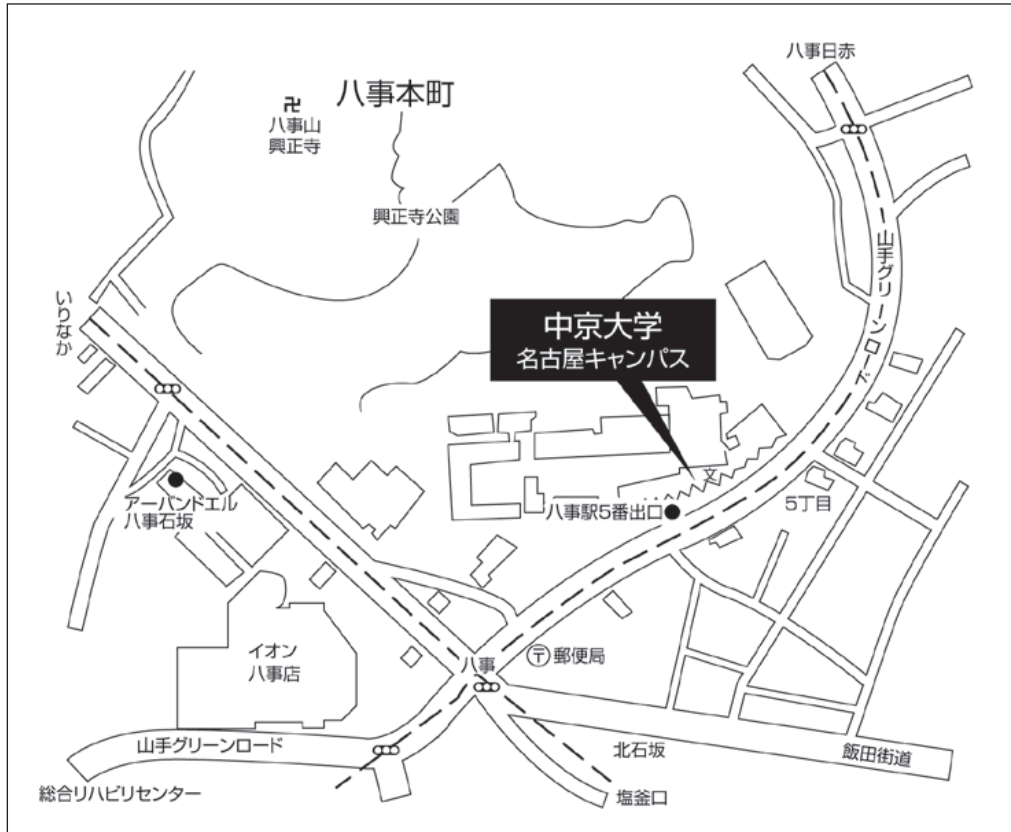 八事日赤
八事本町
卍
八事山
興正寺
興正寺公園
山手グリーンロード
いりなか
中京大学
名古屋キャンパス
文
アーバンドエル
八事石坂
八事駅5番出口
5丁目
イオン
八事店
八事
〒郵便局
山手グリーンロード
北石坂
飯田街道
総合リハビリセンター
塩釜口